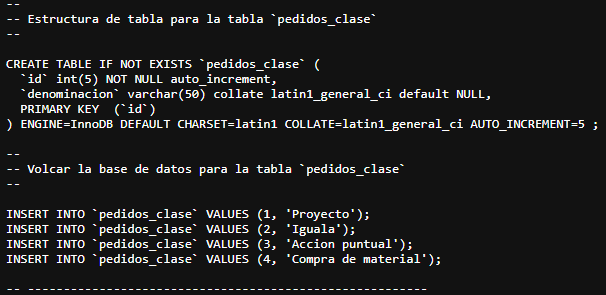 --
-- Estructura de tabla para la tabla `pedidos_clase`
--
CREATE TABLE IF NOT EXISTS `pedidos_clase` (
  `id` int(5) NOT NULL auto_increment,
  `denominacion` varchar(50) collate latin1_general_ci default NULL,
  PRIMARY KEY  (`id`)
) ENGINE=InnoDB DEFAULT CHARSET=latin1 COLLATE=latin1_general_ci AUTO_INCREMENT=5 ;
--
-- Volcar la base de datos para la tabla `pedidos_clase`
--
INSERT INTO `pedidos_clase` VALUES (1, 'Proyecto');
INSERT INTO `pedidos_clase` VALUES (2, 'Iguala');
INSERT INTO `pedidos_clase` VALUES (3, 'Accion puntual');
INSERT INTO `pedidos_clase` VALUES (4, 'Compra de material');
-- --------------------------------------------------------